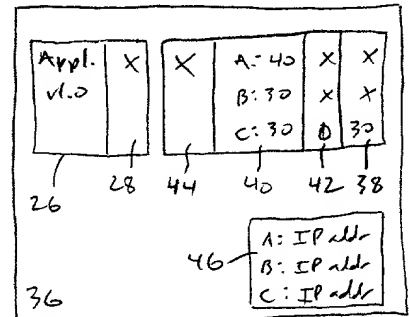 Appl. X X A: 40 X X
v1.0 B: 30 X X
C: 30 0 30
26 28 44 40 42 38
46 A: IP addr
B: IP addr
C: IP addr
36